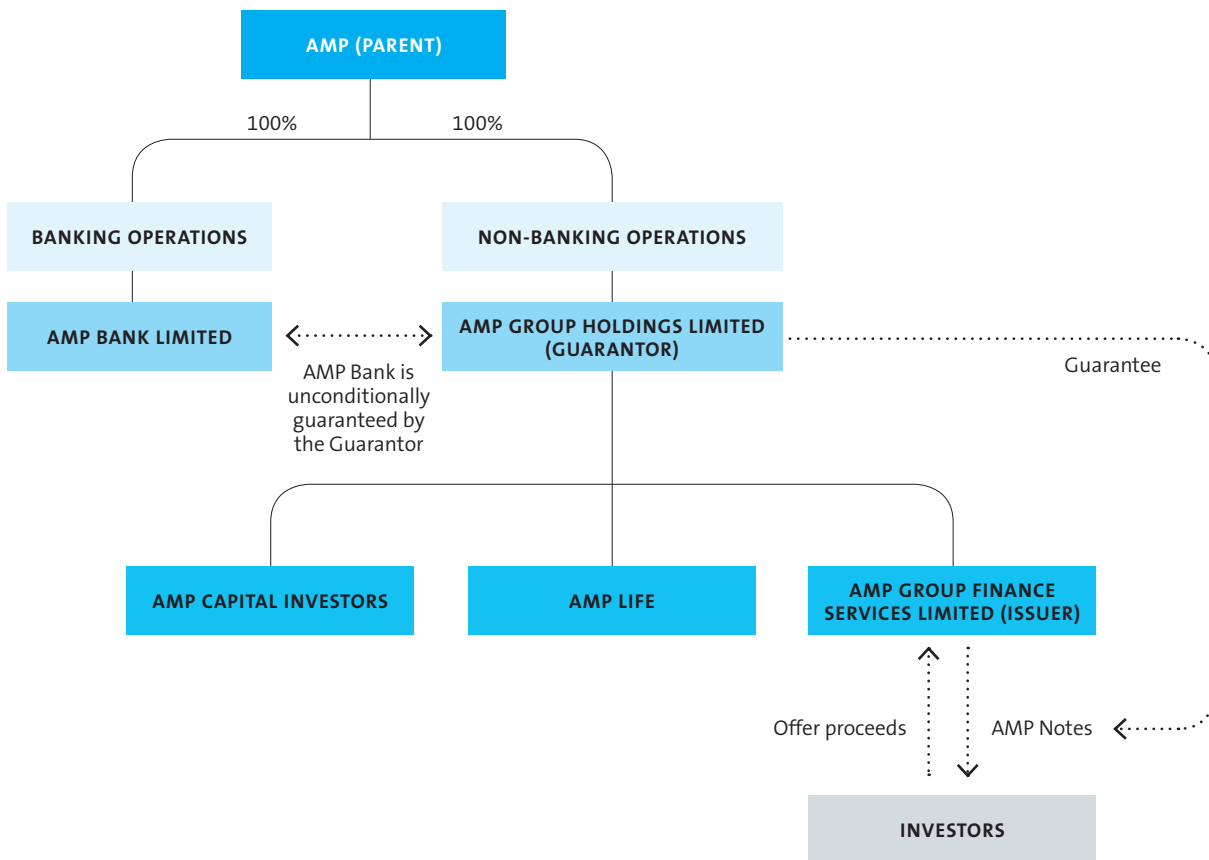 AMP (PARENT)
100%
100%
BANKING OPERATIONS
NON-BANKING OPERATIONS
AMP BANK LIMITED
AMP GROUP HOLDINGS LIMITED
(GUARANTOR)
AMP Bank is
unconditionally
guaranteed by
the Guarantor
Guarantee
AMP CAPITAL INVESTORS
AMP LIFE
AMP GROUP FINANCE
SERVICES LIMITED (ISSUER)
Offer proceeds
AMP Notes
INVESTORS